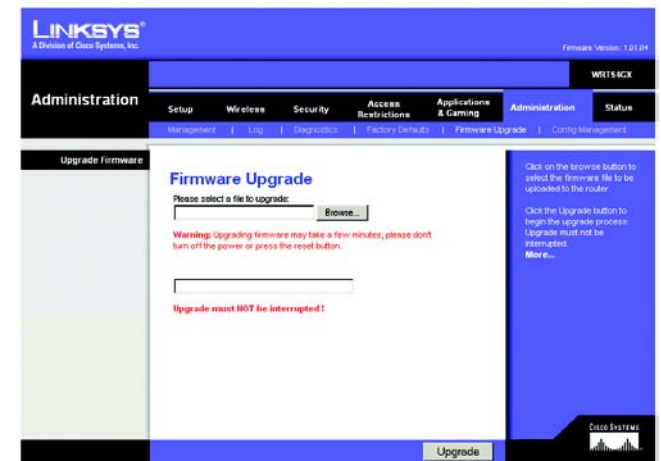 LINKSYS®
A Division of Cisco Systems, Inc.
Firmware Version: 1.01.04
WRT54GX
Administration
Setup Wireless Security Access Restrictions Applications & Gaming Administration Status
Management | Log | Diagnostics | Factory Defaults | Firmware Upgrade | Config Management
Upgrade Firmware
Firmware Upgrade
Please select a file to upgrade:
Browse...
Warning: Upgrading firmware may take a few minutes, please don't
turn off the power or press the reset button.
Upgrade must NOT be interrupted !
Click on the browse button to
select the firmware file to be
uploaded to the router.
Click the Upgrade button to
begin the upgrade process.
Upgrade must not be
interrupted.
More...
Upgrade
CISCO SYSTEMS